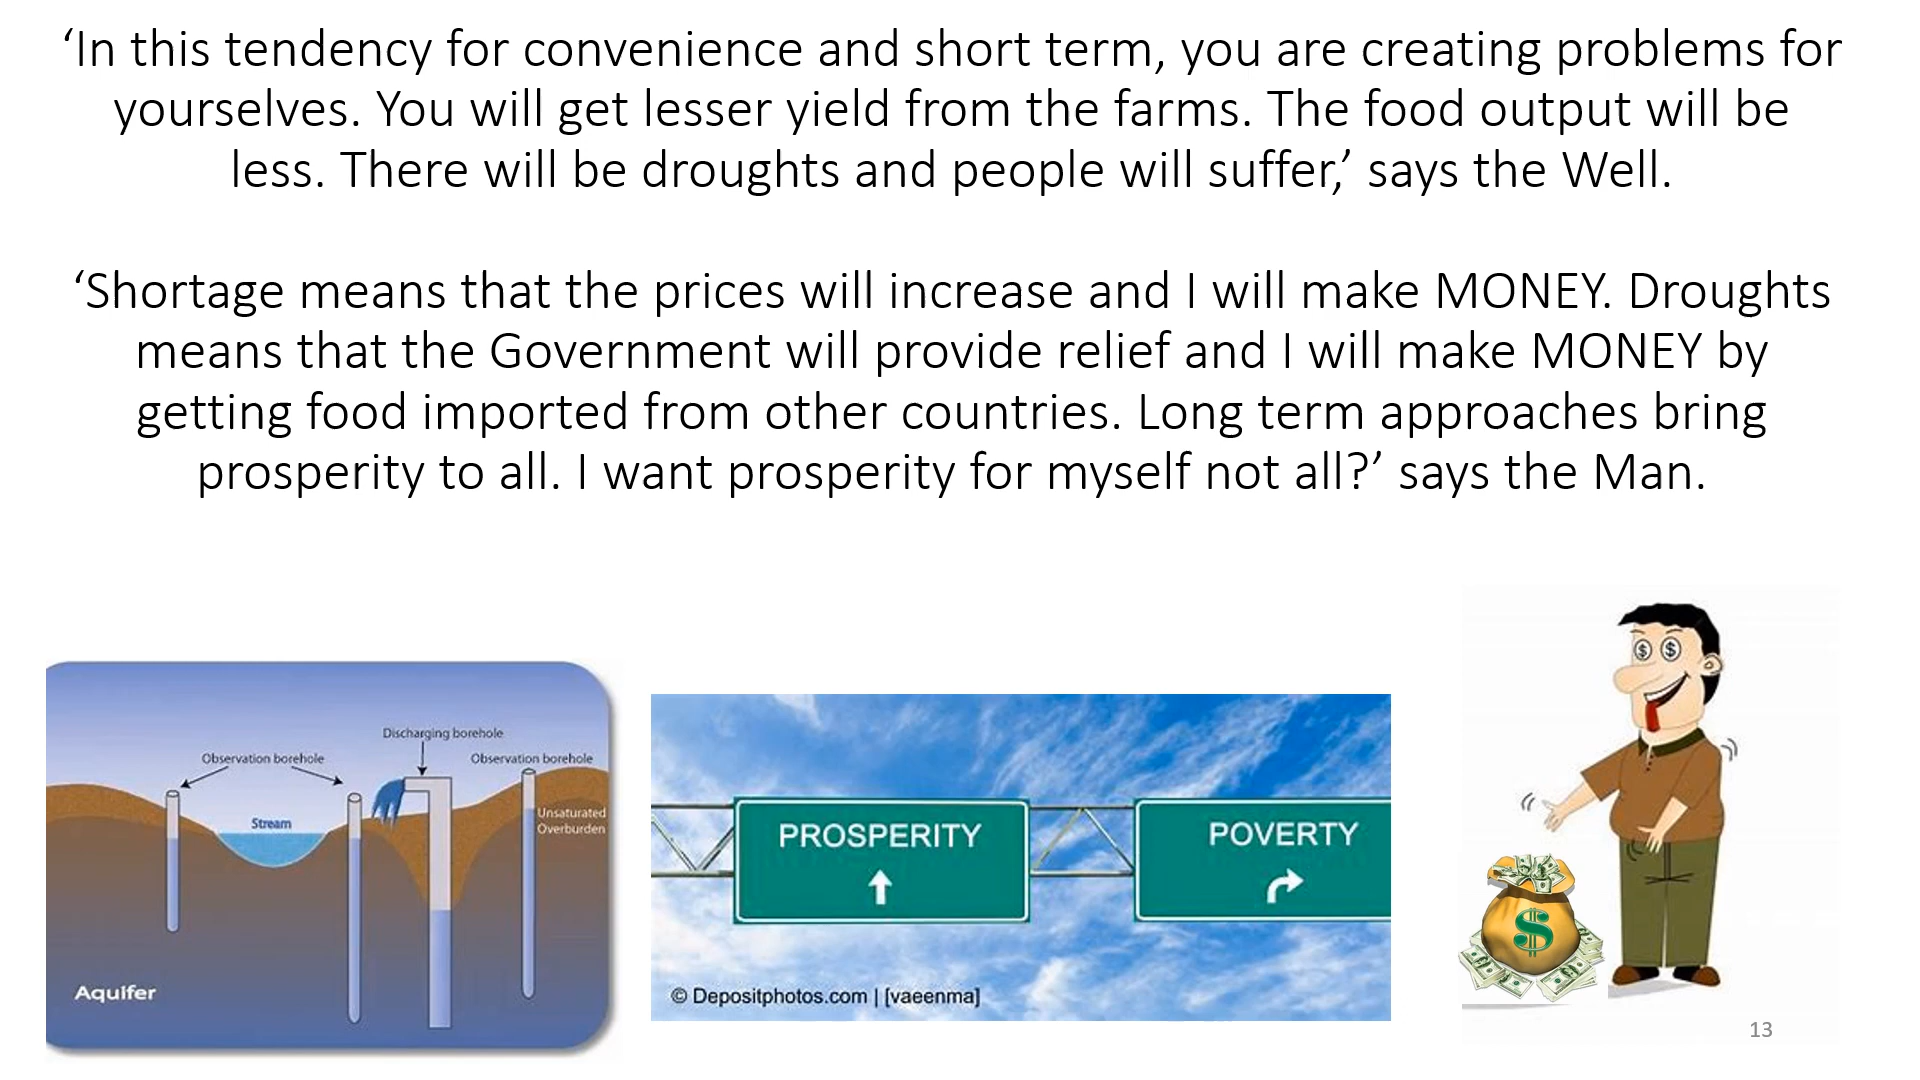 ‘In this tendency for convenience and short term, you are creating problems for
yourselves. You will get lesser yield from the farms. The food output will be
less. There will be droughts and people will suffer,’ says the Well.
‘Shortage means that the prices will increase and I will make MONEY. Droughts
means that the Government will provide relief and I will make MONEY by
getting food imported from other countries. Long term approaches bring
prosperity to all. I want prosperity for myself not all?’ says the Man.
Discharging borehole
Observation borehole
Observation borehole
Stream
Unsaturated
Overburden
Aquifer
PROSPERITY
POVERTY
© Depositphotos.com | [vaeenma]
$ $
$
13